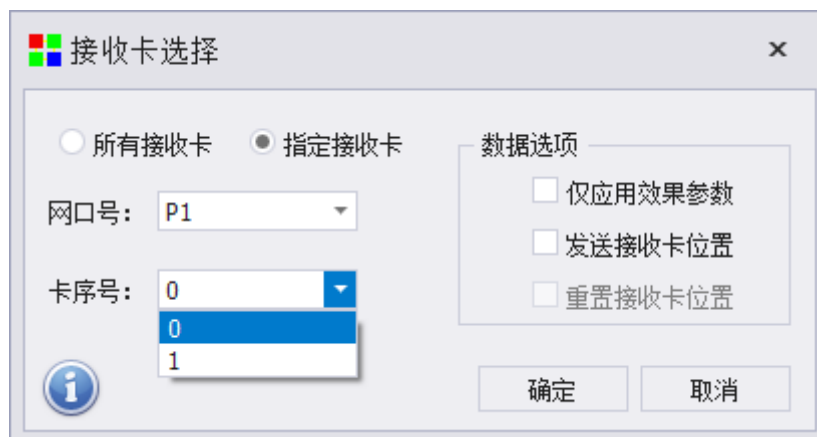 接收卡选择
所有接收卡
指定接收卡
网口号：
P1
卡序号：
0
0
1
数据选项
仅应用效果参数
发送接收卡位置
重置接收卡位置
确定
取消